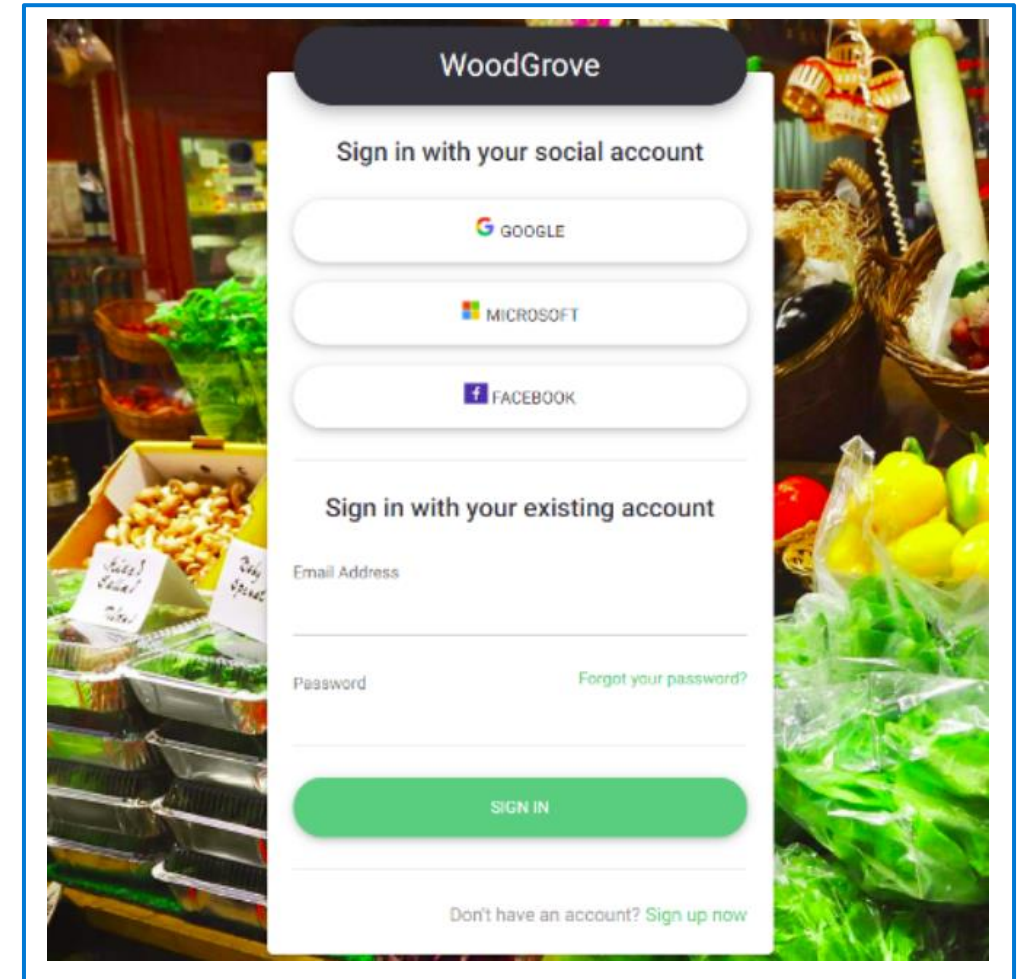 WoodGrove
Sign in with your social account
GOOGLE
MICROSOFT
FACEBOOK
Sign in with your existing account
Email Address
Password
Forgot your password?
SIGN IN
Don't have an account? Sign up now